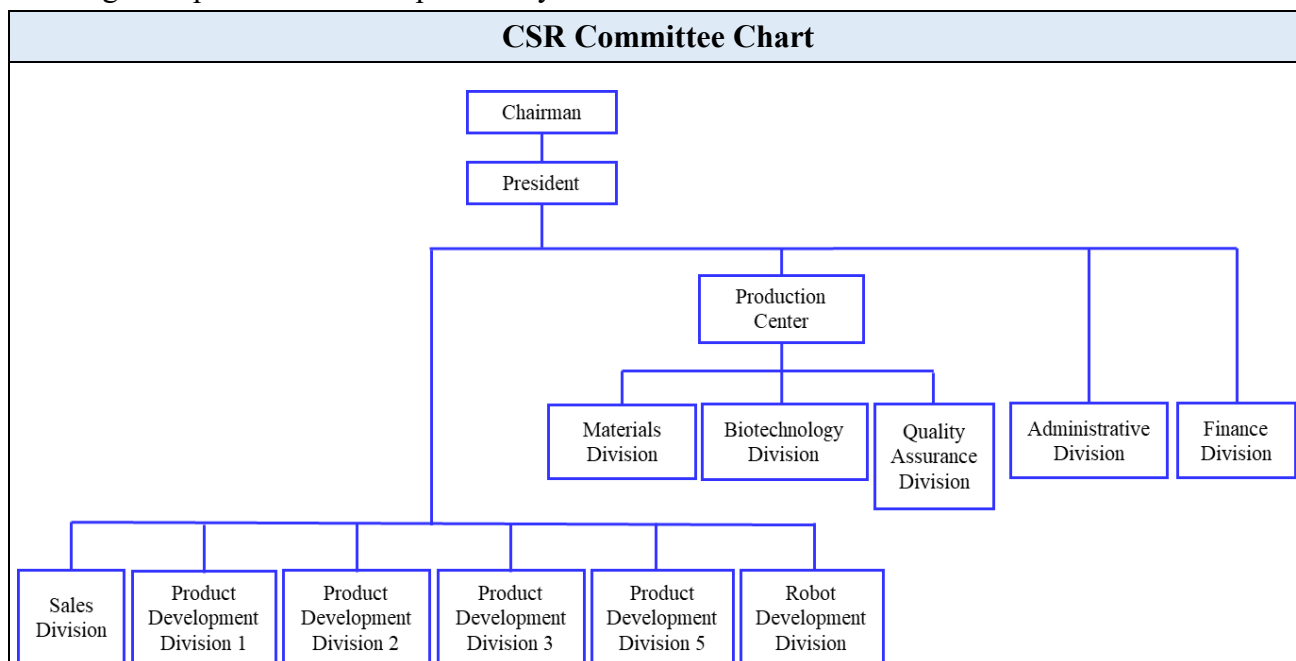 CSR Committee Chart
Chairman
President
Production
Center
Materials
Division
Biotechnology
Division
Quality
Assurance
Division
Administrative
Division
Finance
Division
Sales
Division
Product
Development
Division 1
Product
Development
Division 2
Product
Development
Division 3
Product
Development
Division 5
Robot
Development
Division